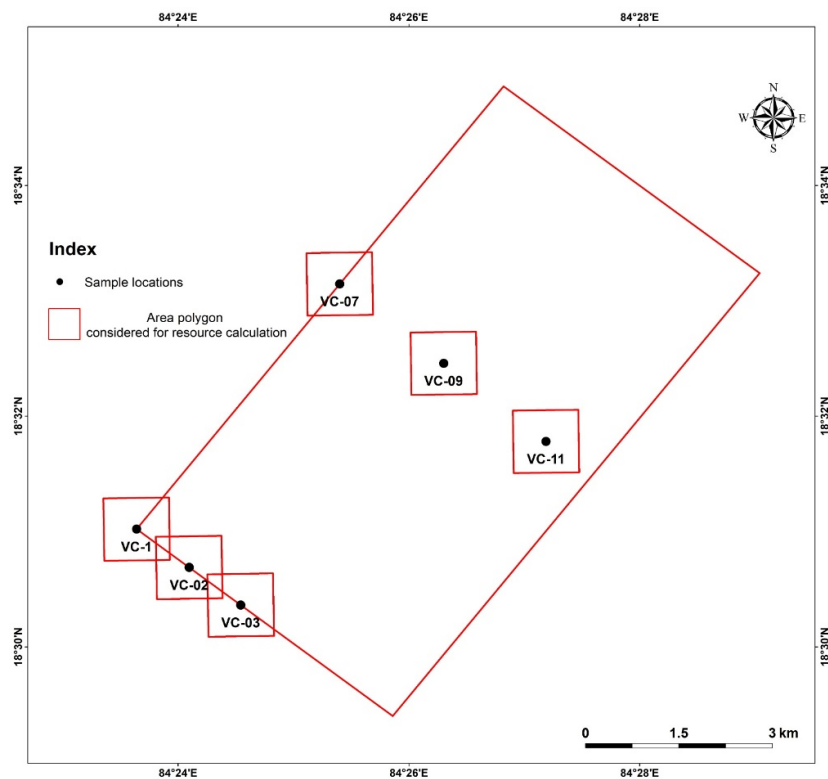 84°24'E
84°26'E
84°28'E
N
W
E
S
18°34'N
18°34'N
Index
Sample locations
Area polygon
considered for resource calculation
VC-07
VC-09
18°32'N
18°32'N
VC-11
VC-1
VC-02
VC-03
18°30'N
18°30'N
0
1.5
3 km
84°24'E
84°26'E
84°28'E